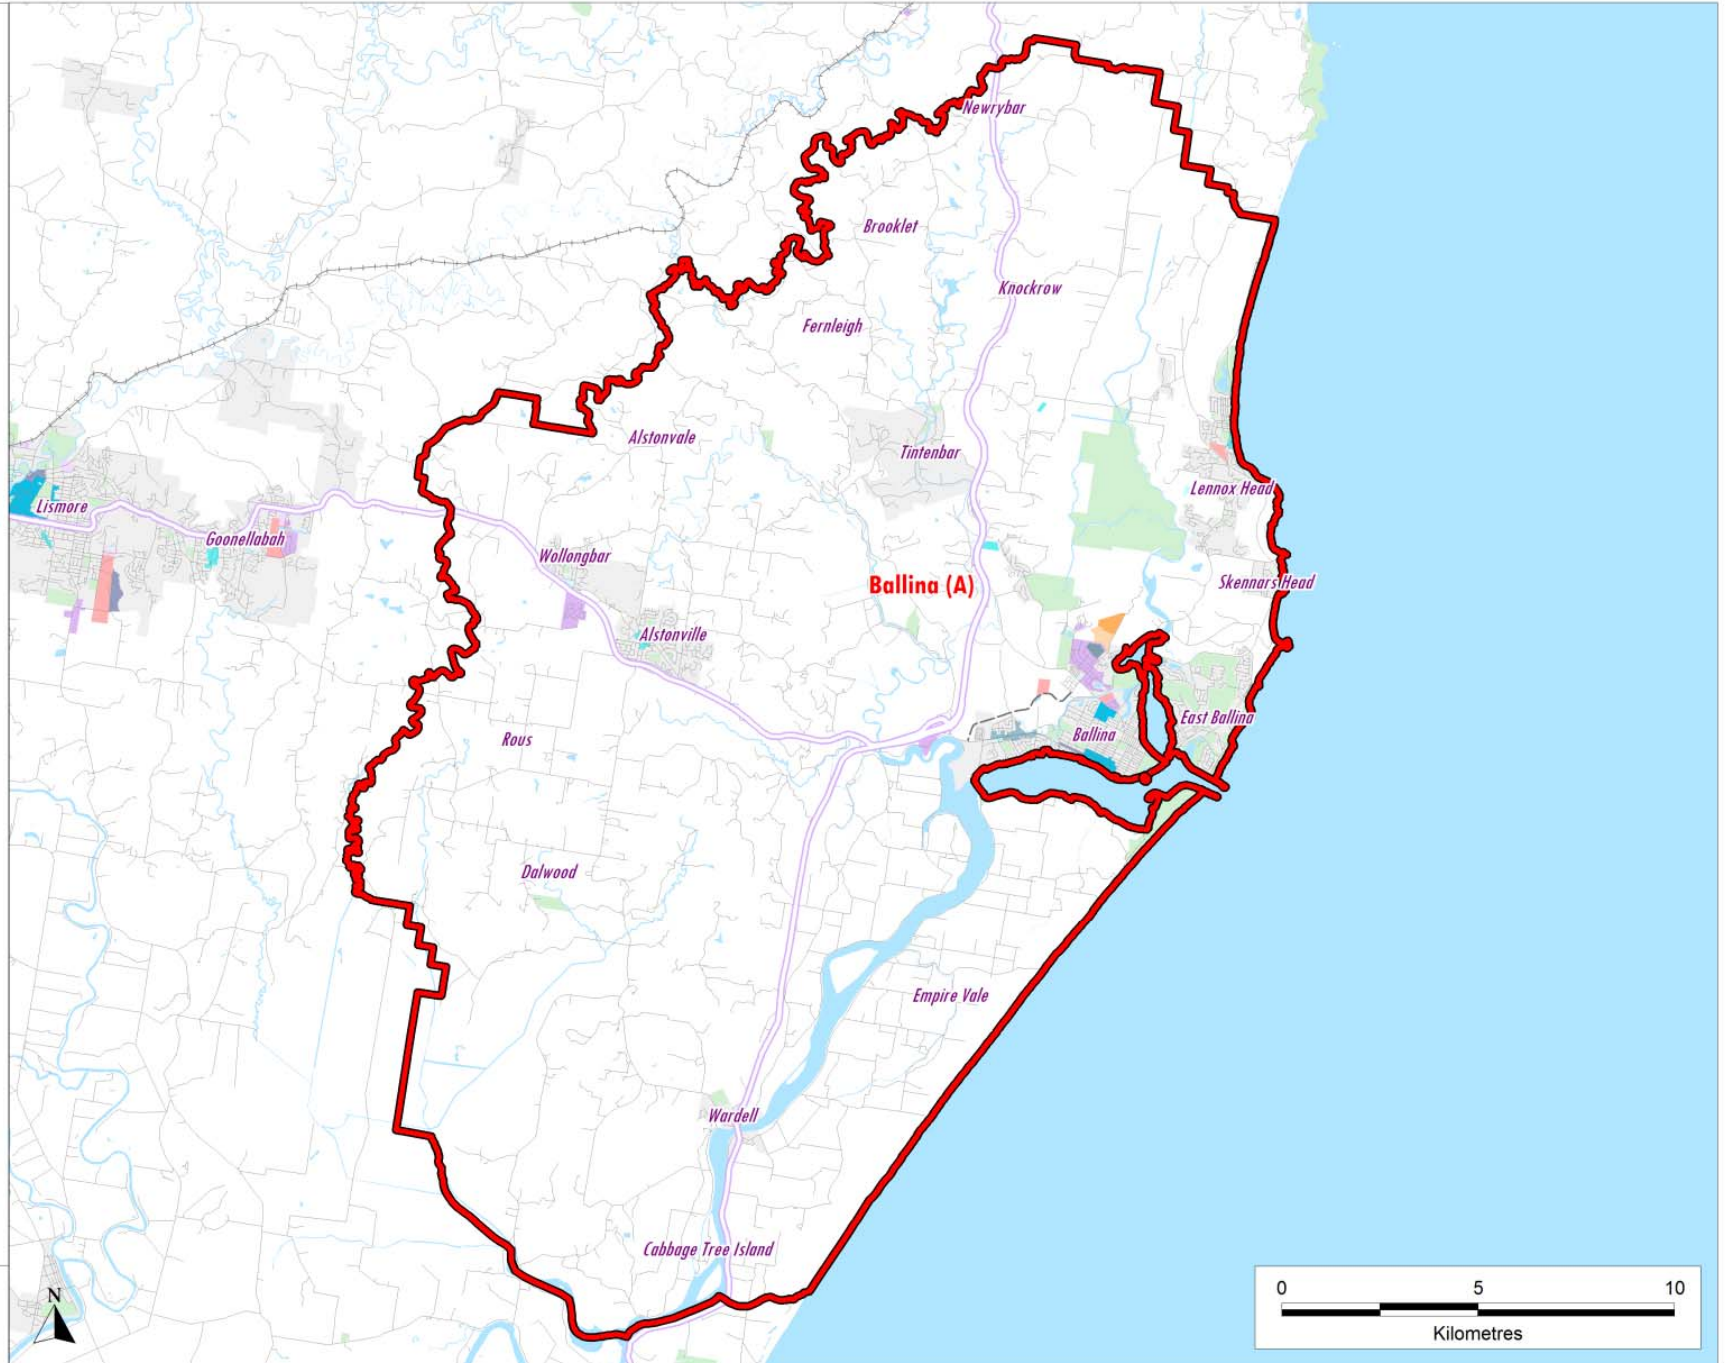 Newrybar
Brooklet
Knockrow
Fernleigh
Alstonvale
Tintenbar
Lennox Head
Lismore
Goonellabah
Wollongbar
Ballina (A)
Skennars Head
Alstonville
East Ballina
Ballina
Rous
Dalwood
Empire Vale
Wardell
Cabbage Tree Island
N
0 5 10
Kilometres